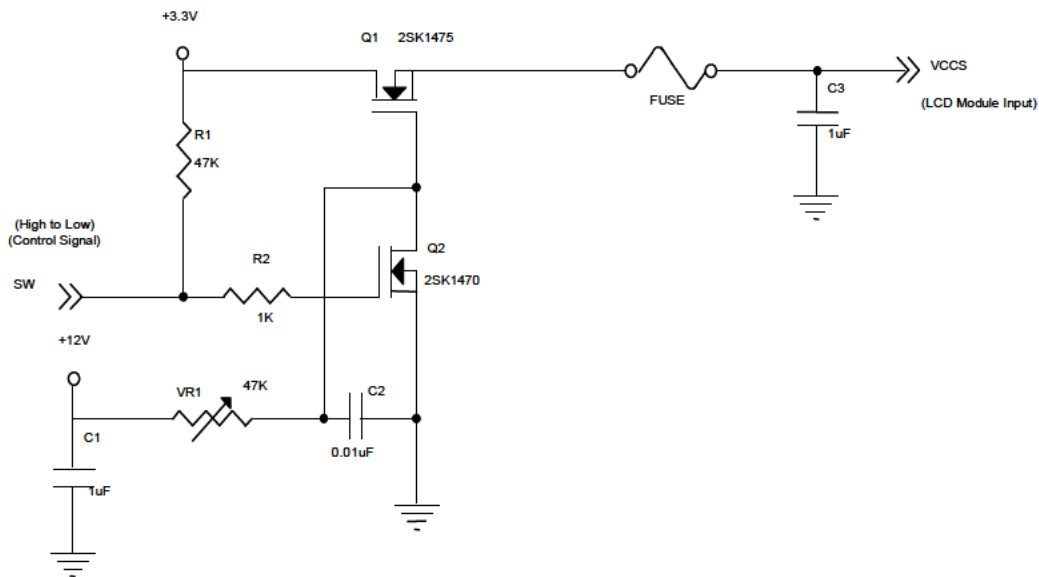 +3.3V
Q1 2SK1475
R1
47K
FUSE
C3
1uF
VCCS
(LCD Module Input)
(High to Low)
(Control Signal)
SW
R2
1K
Q2
2SK1470
+12V
VR1
47K
C2
0.01uF
C1
1uF